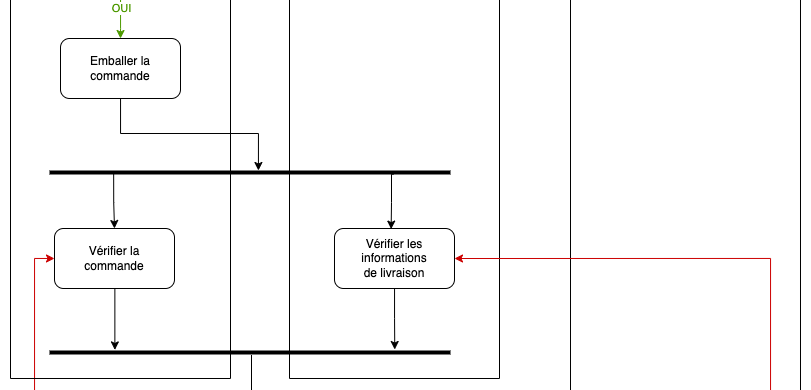 OUI
Emballer la
commande
Vérifier la
commande
Vérifier les
informations
de livraison